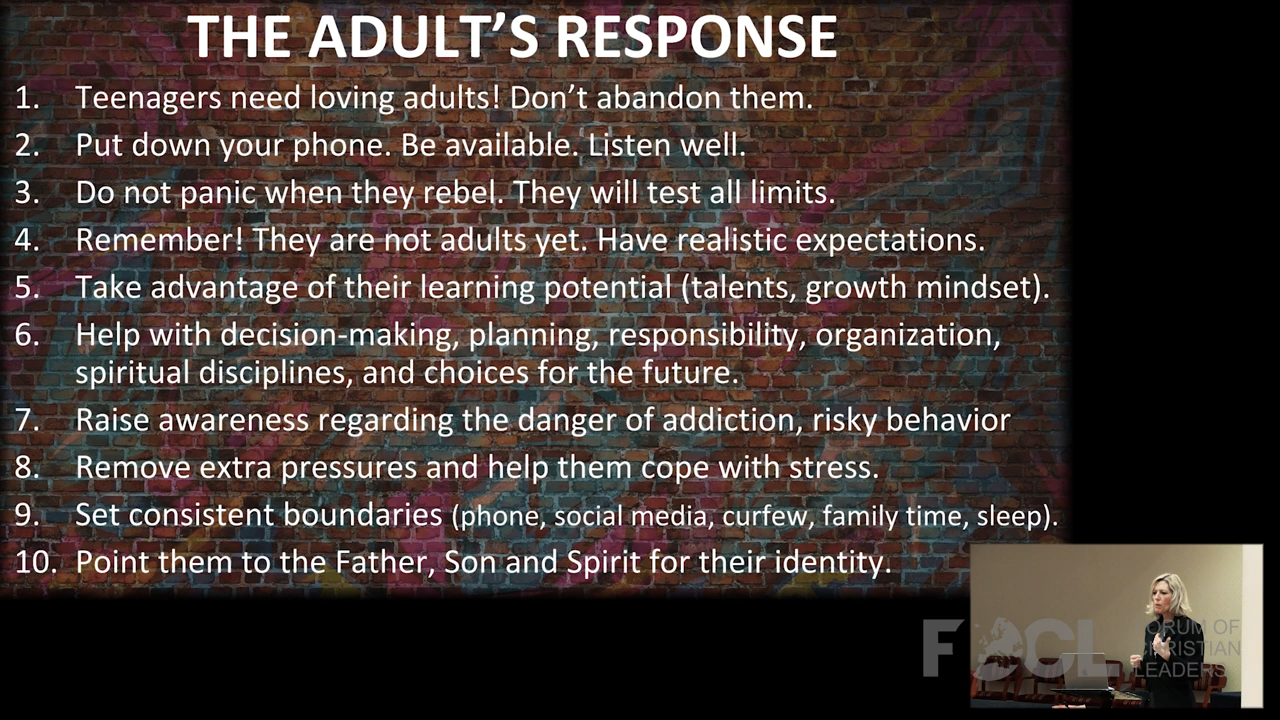 THE ADULT’S RESPONSE
1. Teenagers need loving adults! Don’t abandon them.
2. Put down your phone. Be available. Listen well.
3. Do not panic when they rebel. They will test all limits.
4. Remember! They are not adults yet. Have realistic expectations.
5. Take advantage of their learning potential (talents, growth mindset).
6. Help with decision-making, planning, responsibility, organization,
spiritual disciplines, and choices for the future.
7. Raise awareness regarding the danger of addiction, risky behavior
8. Remove extra pressures and help them cope with stress.
9. Set consistent boundaries (phone, social media, curfew, family time, sleep).
10. Point them to the Father, Son and Spirit for their identity.
FOCL
FORUM OF
CHRISTIAN
LEADERS